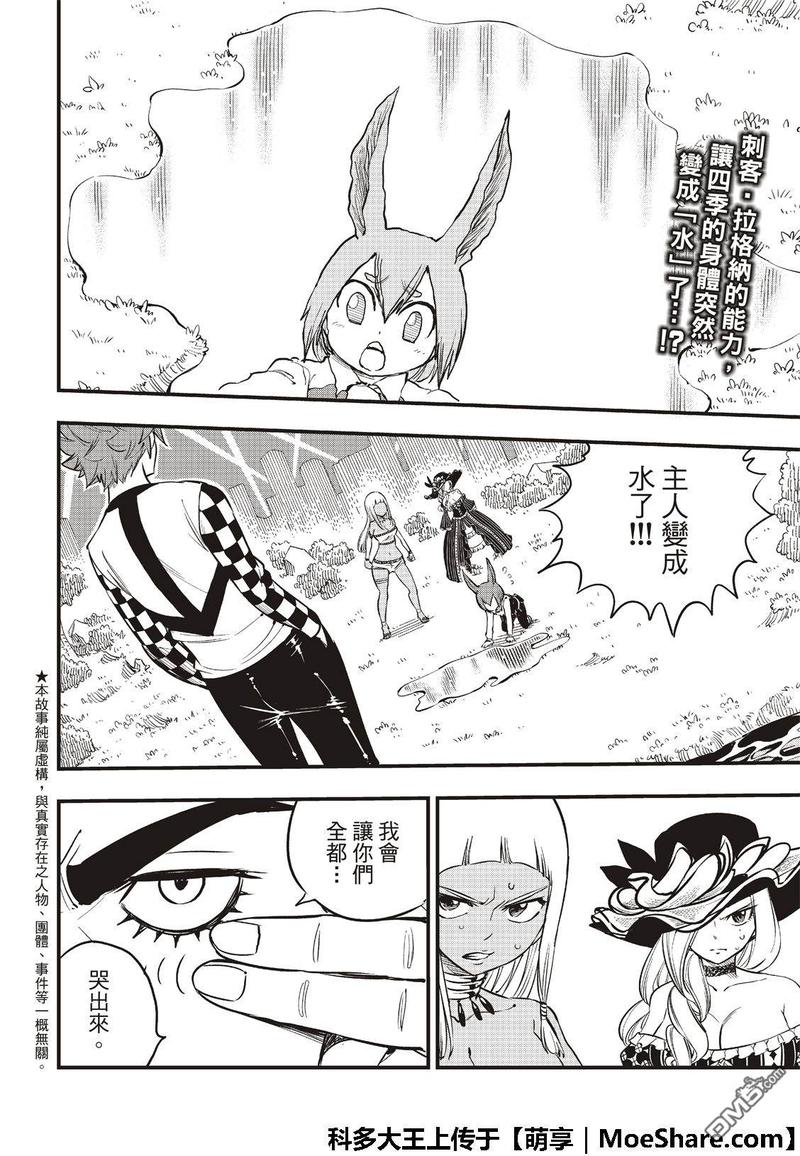 刺客・拉格納的能力，
讓四季的身體突然
變成「水」了…!?
主人變成
水了!!!
我會
讓你們
全都…
哭出來。
★本故事純屬虛構，與真實存在之人物、團體、事件等一概無關。
DM5.com
科多大王上传于【萌享｜MoeShare.com】